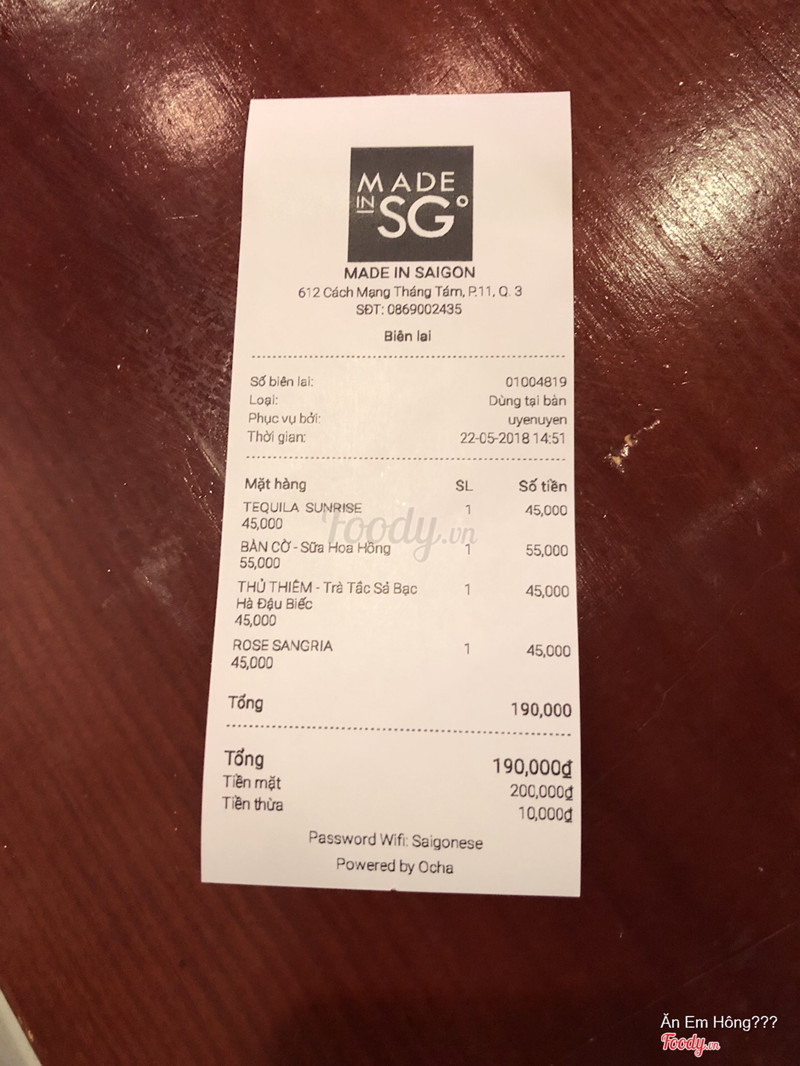 MADE
IN SG°
MADE IN SAIGON
612 Cách Mạng Tháng Tám, P.11, Q. 3
SĐT: 0869002435
Biên lai
Số biên lai: 01004819
Loại: Dùng tại bàn
Phục vụ bởi: uyenuyen
Thời gian: 22-05-2018 14:51
Mặt hàng SL Số tiền
TEQUILA SUNRISE 1 45,000
45,000
BÀN CỜ - Sữa Hoa Hồng 1 55,000
55,000
THỦ THIÊM - Trà Tắc Sả Bạc 1 45,000
Hà Đậu Biếc
45,000
ROSE SANGRIA 1 45,000
45,000
Tổng 190,000
Tổng 190,000₫
Tiền mặt 200,000₫
Tiền thừa 10,000₫
Password Wifi: Saigonese
Powered by Ocha
Foody.vn
Ăn Em Hông???
Foody.vn